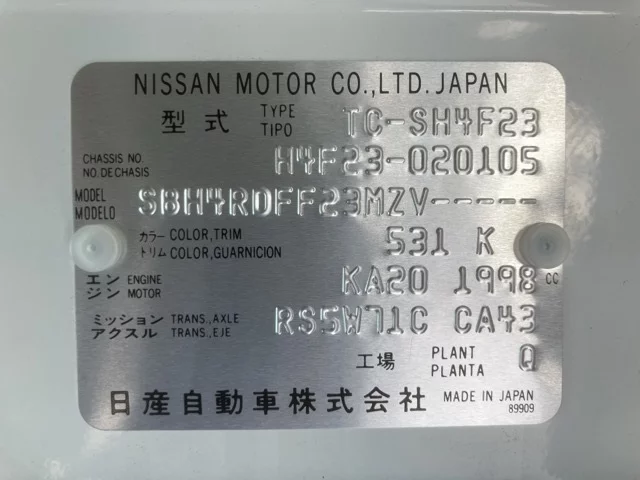 NISSAN MOTOR CO.,LTD. JAPAN
型式 TYPE TIPO TC-SH4F23
CHASSIS NO. NO. DE CHASIS H4F23-020105
MODEL MODELO SBH4RDFF23MZV-----
カラー COLOR,TRIM 531 K
トリム COLOR,GUARNICION
エン ENGINE KA20 1998 CC
ジン MOTOR
ミッション TRANS.,AXLE RS5W71C CA43
アクスル TRANS.,EJE
工場 PLANT PLANTA Q
日産自動車株式会社 MADE IN JAPAN
89909